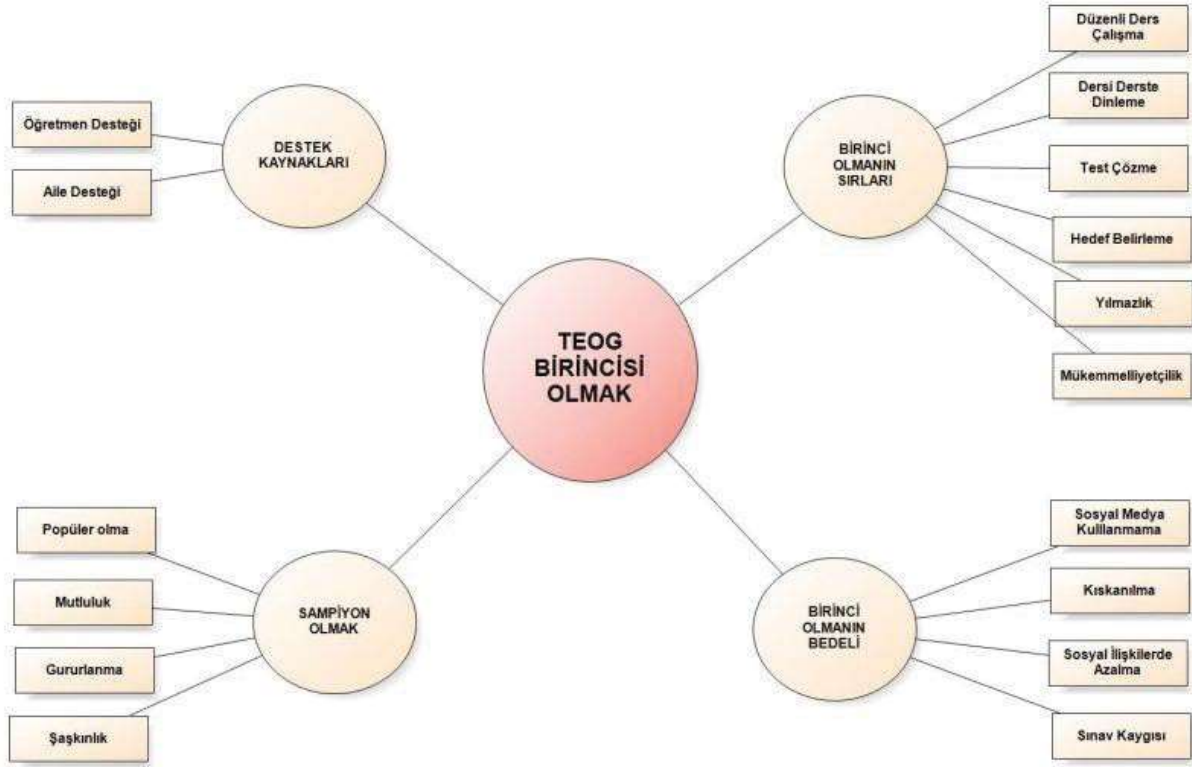 DESTEK
KAYNAKLARI
Öğretmen Desteği
Aile Desteği
BİRİNCİ
OLMANIN
SIRLARI
Düzenli Ders
Çalışma
Dersi Derste
Dinleme
Test Çözme
Hedef Belirleme
Yılmazlık
Mükemmelliyetçilik
TEOG
BİRİNCİSİ
OLMAK
SAMPİYON
OLMAK
Popüler olma
Mutluluk
Gururlanma
Şaşkınlık
BİRİNCİ
OLMANIN
BEDELİ
Sosyal Medya
Kulllanmama
Kıskanılma
Sosyal İlişkilerde
Azalma
Sınav Kaygısı